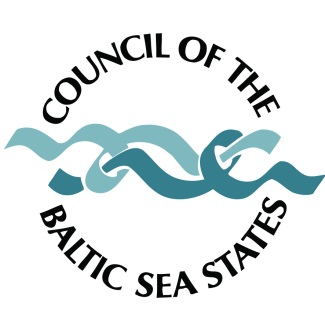 COUNCIL OF THE
BALTIC SEA STATES